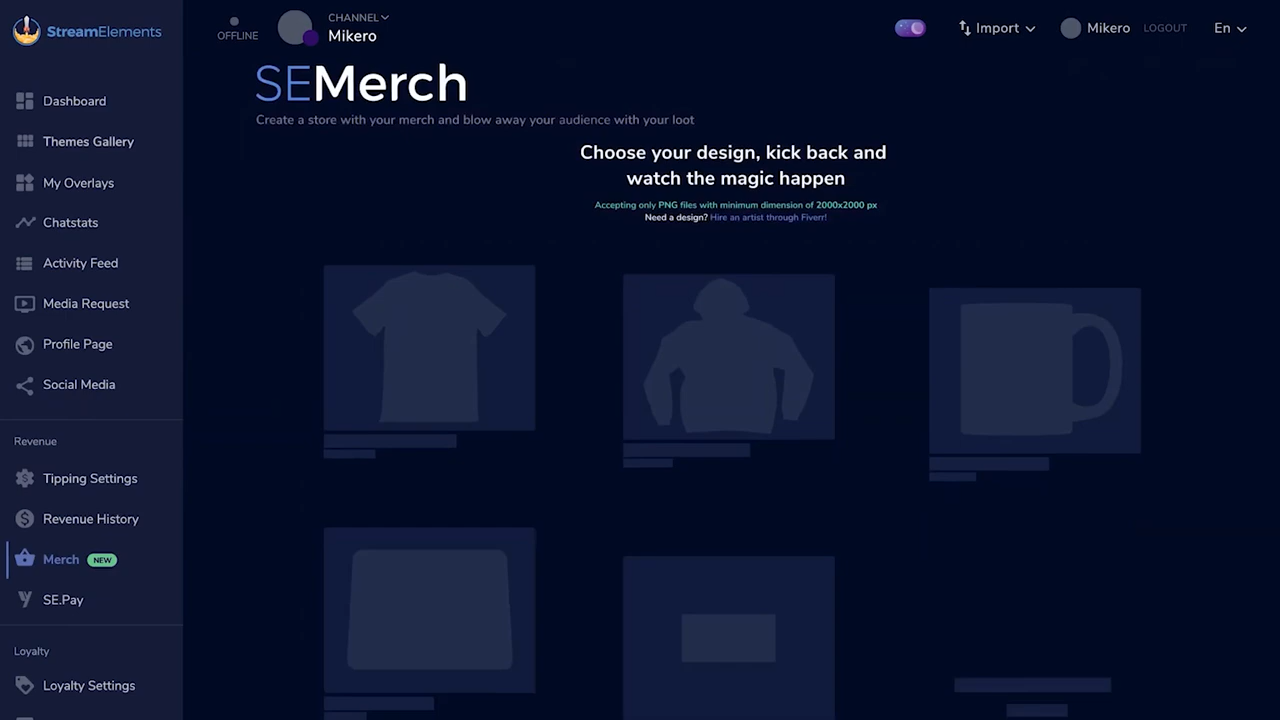 StreamElements
OFFLINE
CHANNEL
Mikero
Import
Mikero
LOGOUT
En
SEMerch
Create a store with your merch and blow away your audience with your loot
Choose your design, kick back and
watch the magic happen
Accepting only PNG files with minimum dimension of 2000x2000 px
Need a design? Hire an artist through Fiverr!
Dashboard
Themes Gallery
My Overlays
Chatstats
Activity Feed
Media Request
Profile Page
Social Media
Revenue
Tipping Settings
Revenue History
Merch NEW
SE.Pay
Loyalty
Loyalty Settings